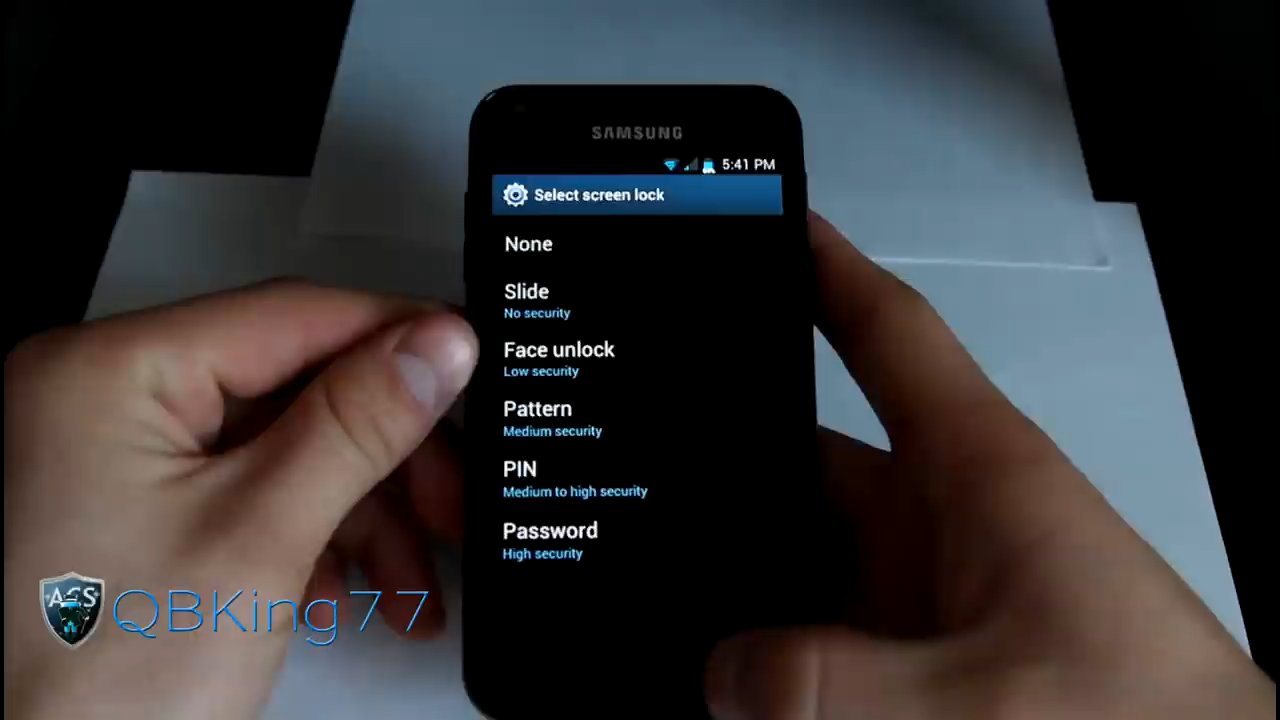 SAMSUNG
5:41 PM
Select screen lock
None
Slide
No security
Face unlock
Low security
Pattern
Medium security
PIN
Medium to high security
Password
High security
ACS
QBKing77